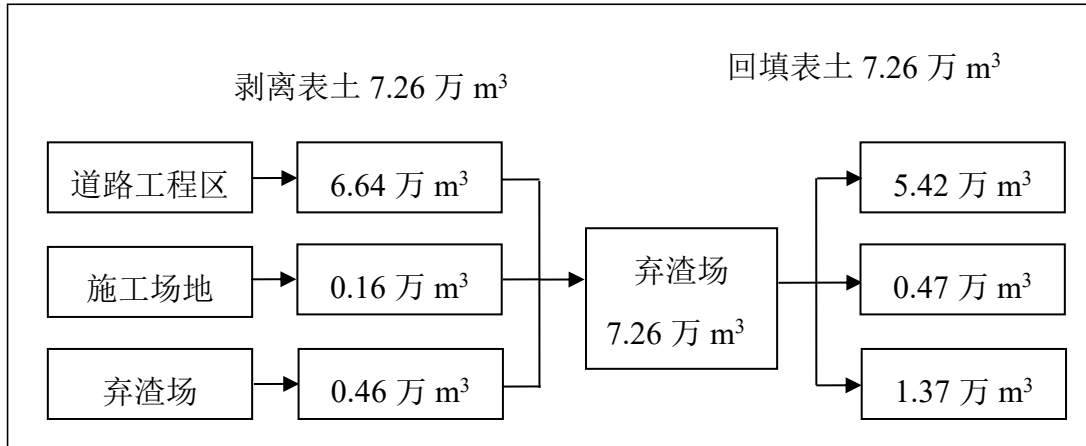 剥离表土 7.26 万 m³
回填表土 7.26 万 m³
道路工程区
6.64 万 m³
5.42 万 m³
施工场地
0.16 万 m³
弃渣场
7.26 万 m³
0.47 万 m³
弃渣场
0.46 万 m³
1.37 万 m³